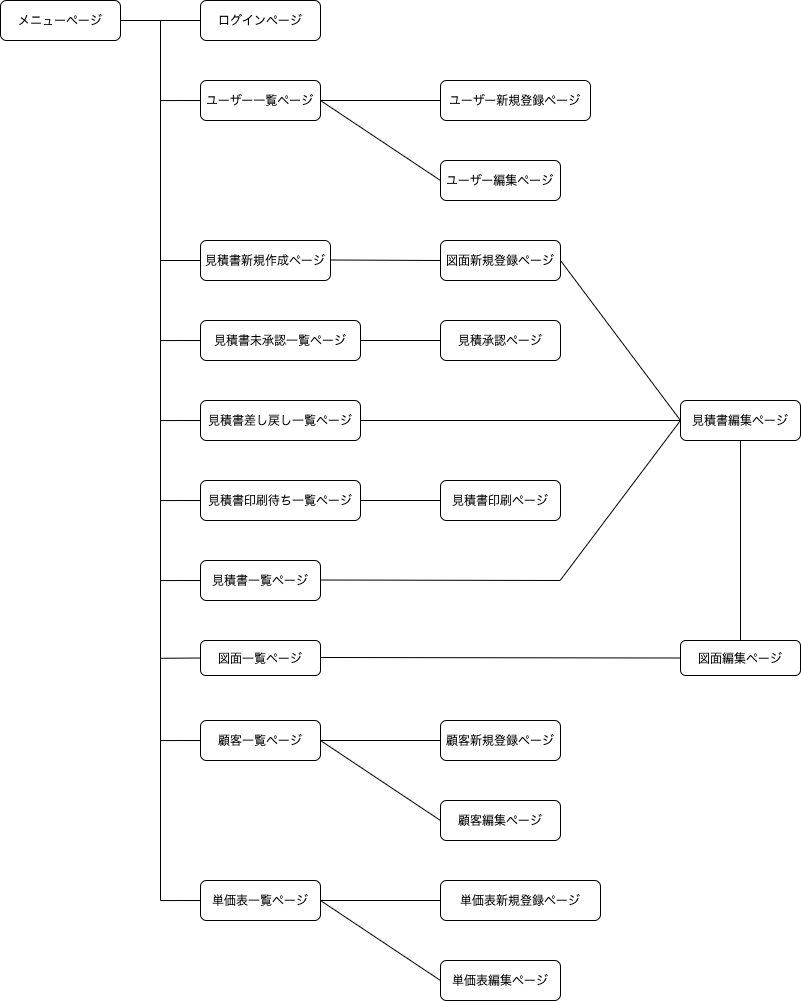 メニューページ
ログインページ
ユーザー一覧ページ
ユーザー新規登録ページ
ユーザー編集ページ
見積書新規作成ページ
図面新規登録ページ
見積書未承認一覧ページ
見積承認ページ
見積書差し戻し一覧ページ
見積書編集ページ
見積書印刷待ち一覧ページ
見積書印刷ページ
見積書一覧ページ
図面一覧ページ
図面編集ページ
顧客一覧ページ
顧客新規登録ページ
顧客編集ページ
単価表一覧ページ
単価表新規登録ページ
単価表編集ページ